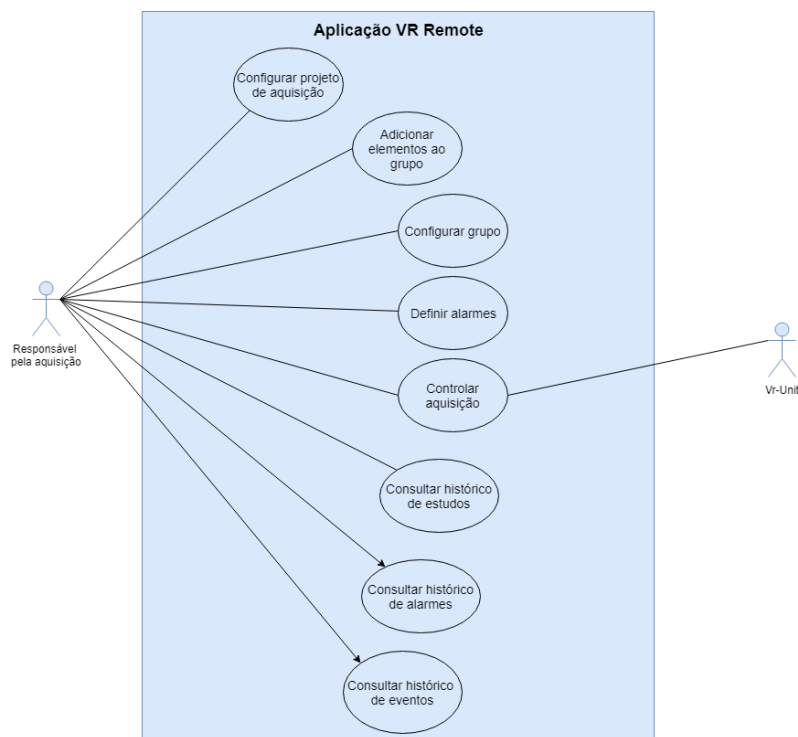 Aplicação VR Remote
Configurar projeto
de aquisição
Adicionar
elementos ao
grupo
Configurar grupo
Definir alarmes
Responsável
pela aquisição
Controlar
aquisição
Vr-Unit
Consultar histórico
de estudos
Consultar histórico
de alarmes
Consultar histórico
de eventos